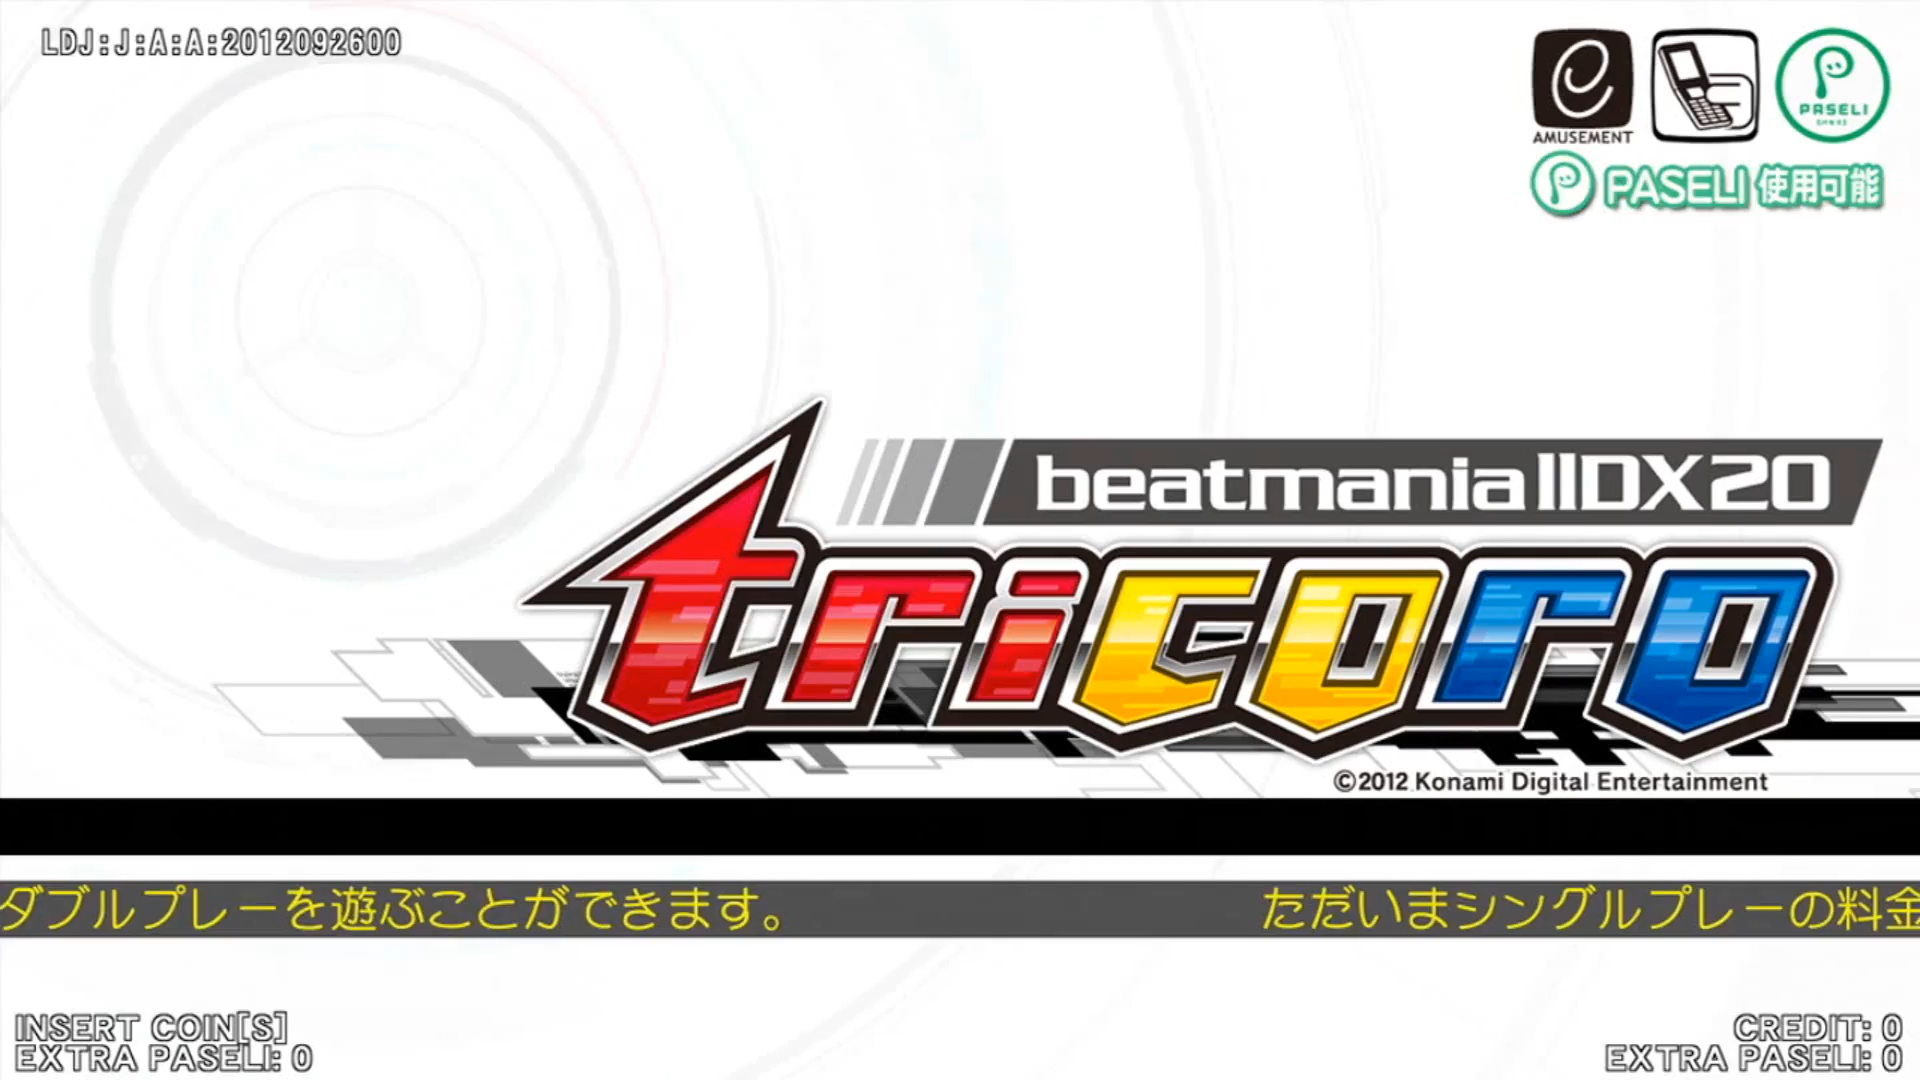 LDJ:J:A:A:2012092600
AMUSEMENT
PASELI
PASELI 使用可能
beatmania IIDX 20
tricoro
©2012 Konami Digital Entertainment
ダブルプレーを遊ぶことができます。 ただいまシングルプレーの料金
INSERT COIN[S]
EXTRA PASELI: 0
CREDIT: 0
EXTRA PASELI: 0